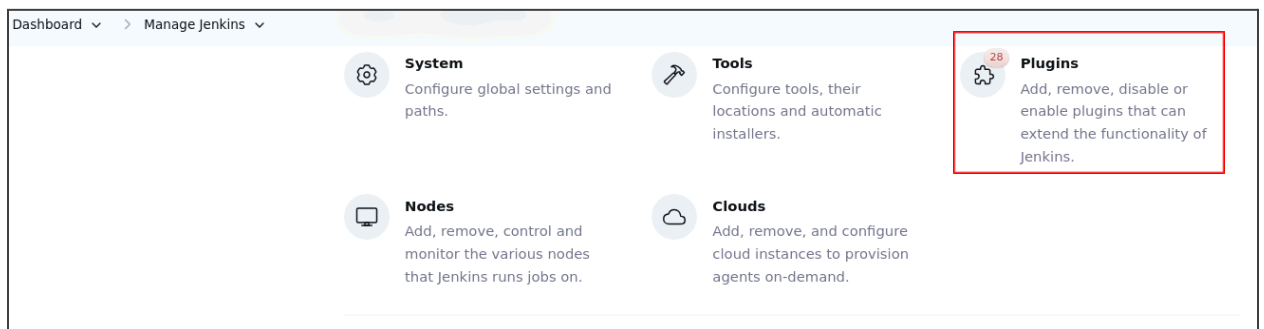 Dashboard > Manage Jenkins
System
Configure global settings and
paths.
Tools
Configure tools, their
locations and automatic
installers.
28
Plugins
Add, remove, disable or
enable plugins that can
extend the functionality of
Jenkins.
Nodes
Add, remove, control and
monitor the various nodes
that Jenkins runs jobs on.
Clouds
Add, remove, and configure
cloud instances to provision
agents on-demand.